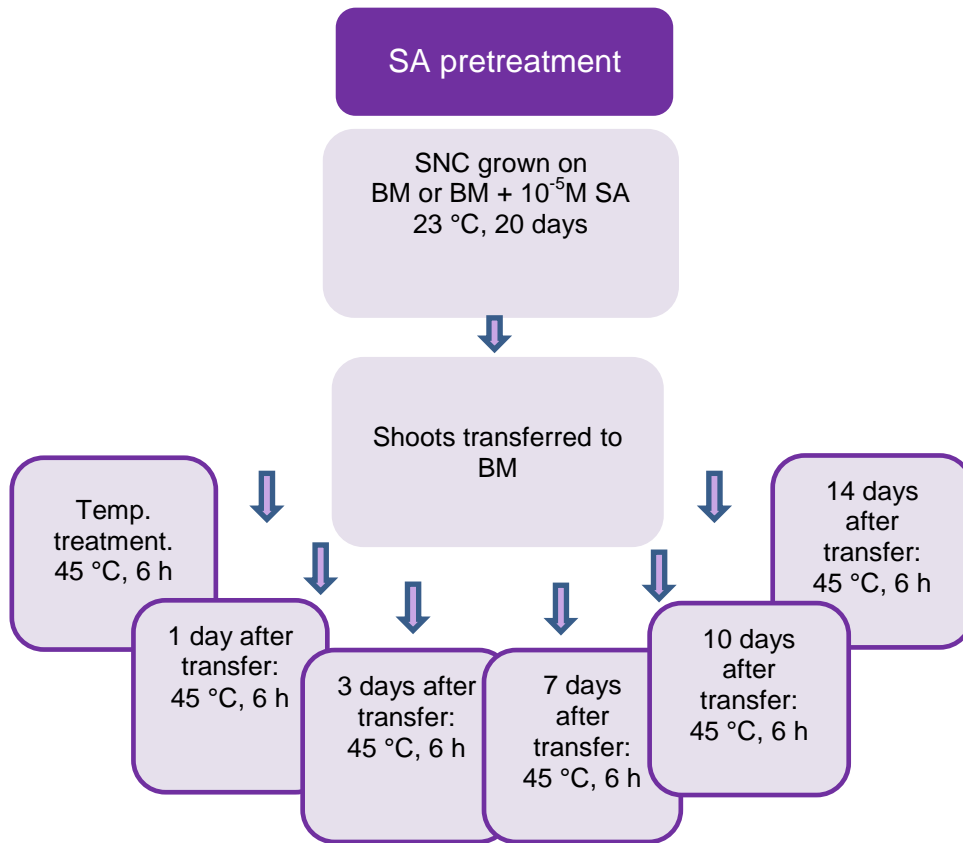 SA pretreatment
SNC grown on
BM or BM + 10⁻⁵M SA
23 °C, 20 days
Shoots transferred to
BM
Temp.
treatment.
45 °C, 6 h
1 day after
transfer:
45 °C, 6 h
3 days after
transfer:
45 °C, 6 h
7 days
after
transfer:
45 °C, 6 h
10 days
after
transfer:
45 °C, 6 h
14 days
after
transfer:
45 °C, 6 h